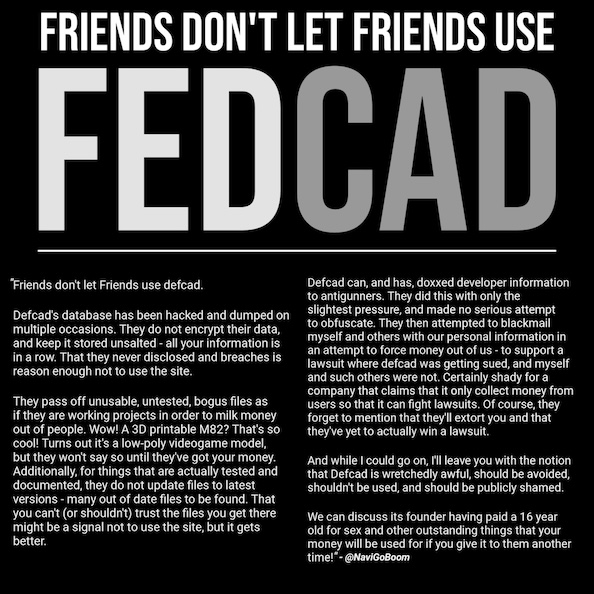 FRIENDS DON'T LET FRIENDS USE
FEDCAD
"Friends don't let Friends use defcad.
Defcad's database has been hacked and dumped on
multiple occasions. They do not encrypt their data,
and keep it stored unsalted - all your information is
in a row. That they never disclosed and breaches is
reason enough not to use the site.
They pass off unusable, untested, bogus files as
if they are working projects in order to milk money
out of people. Wow! A 3D printable M82? That's so
cool! Turns out it's a low-poly videogame model,
but they won't say so until they've got your money.
Additionally, for things that are actually tested and
documented, they do not update files to latest
versions - many out of date files to be found. That
you can't (or shouldn't) trust the files you get there
might be a signal not to use the site, but it gets
better.
Defcad can, and has, doxxed developer information
to antigunners. They did this with only the
slightest pressure, and made no serious attempt
to obfuscate. They then attempted to blackmail
myself and others with our personal information in
an attempt to force money out of us - to support a
lawsuit where defcad was getting sued, and myself
and such others were not. Certainly shady for a
company that claims that it only collect money from
users so that it can fight lawsuits. Of course, they
forget to mention that they'll extort you and that
they've yet to actually win a lawsuit.
And while I could go on, I'll leave you with the notion
that Defcad is wretchedly awful, should be avoided,
shouldn't be used, and should be publicly shamed.
We can discuss its founder having paid a 16 year
old for sex and other outstanding things that your
money will be used for if you give it to them another
time!" - @NaviGoBoom